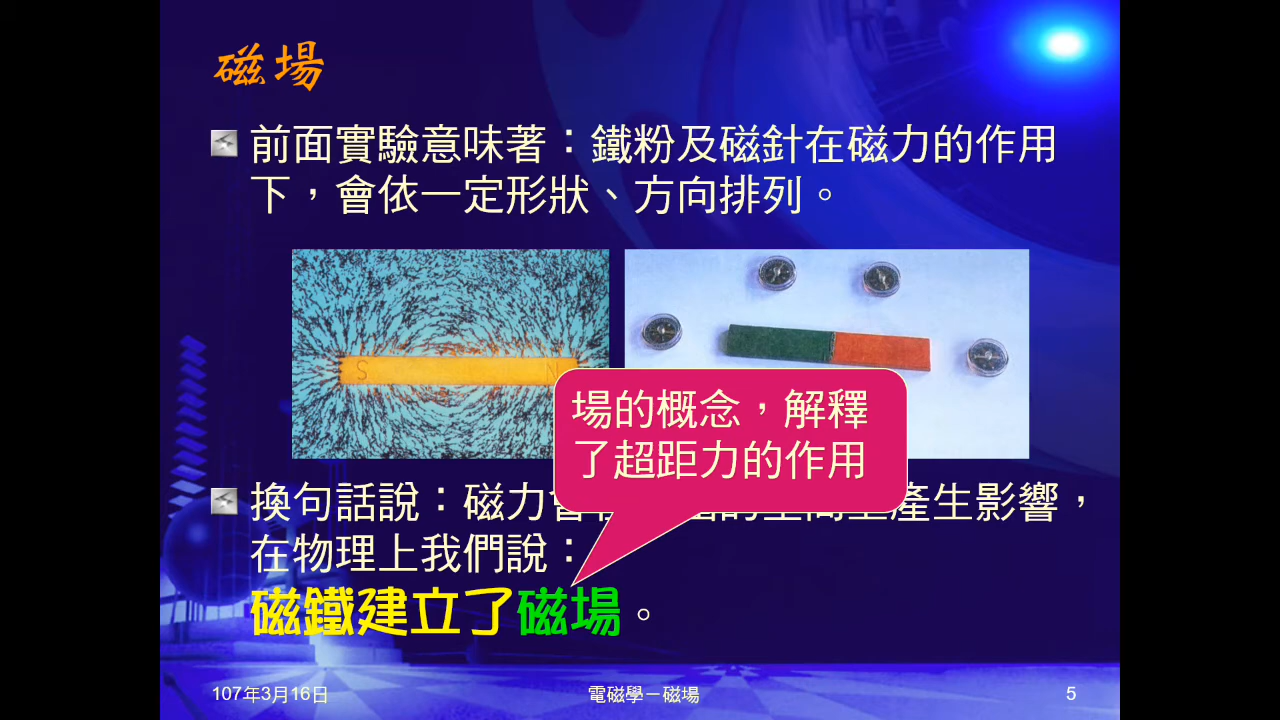 磁場
前面實驗意味著：鐵粉及磁針在磁力的作用
下，會依一定形狀、方向排列。
S N
場的概念，解釋
了超距力的作用
換句話說：磁力 產生影響，
在物理上我們說：
磁鐵建立了磁場。
107年3月16日
電磁學－磁場
5